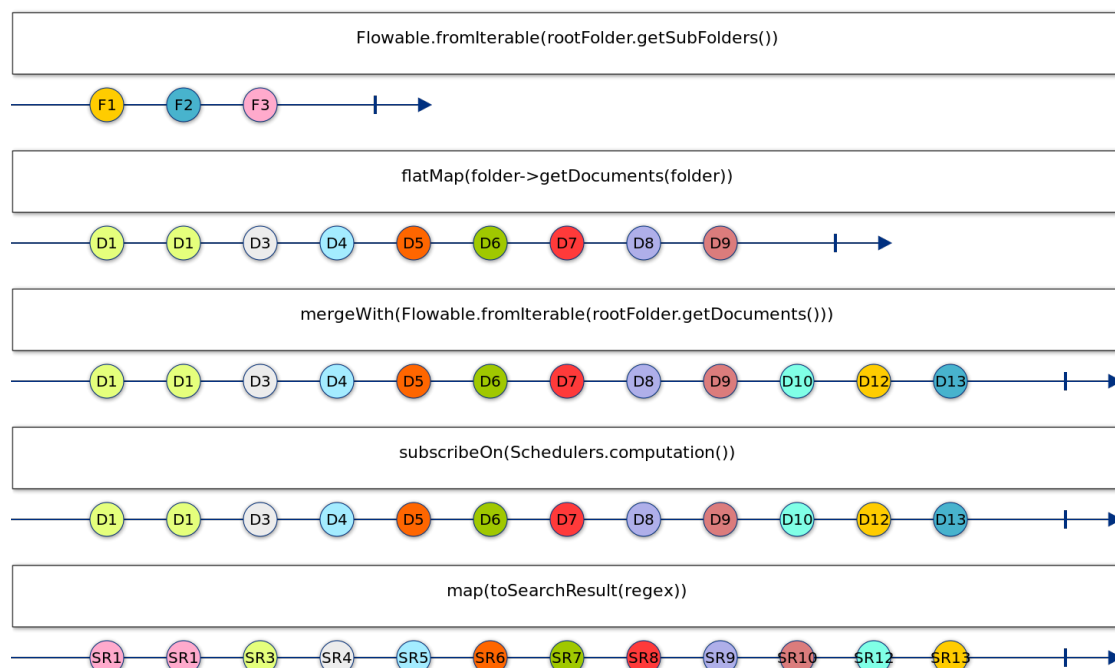 Flowable.fromIterable(rootFolder.getSubFolders())
F1 F2 F3
flatMap(folder->getDocuments(folder))
D1 D1 D3 D4 D5 D6 D7 D8 D9
mergeWith(Flowable.fromIterable(rootFolder.getDocuments()))
D1 D1 D3 D4 D5 D6 D7 D8 D9 D10 D12 D13
subscribeOn(Schedulers.computation())
D1 D1 D3 D4 D5 D6 D7 D8 D9 D10 D12 D13
map(toSearchResult(regex))
SR1 SR1 SR3 SR4 SR5 SR6 SR7 SR8 SR9 SR10 SR12 SR13